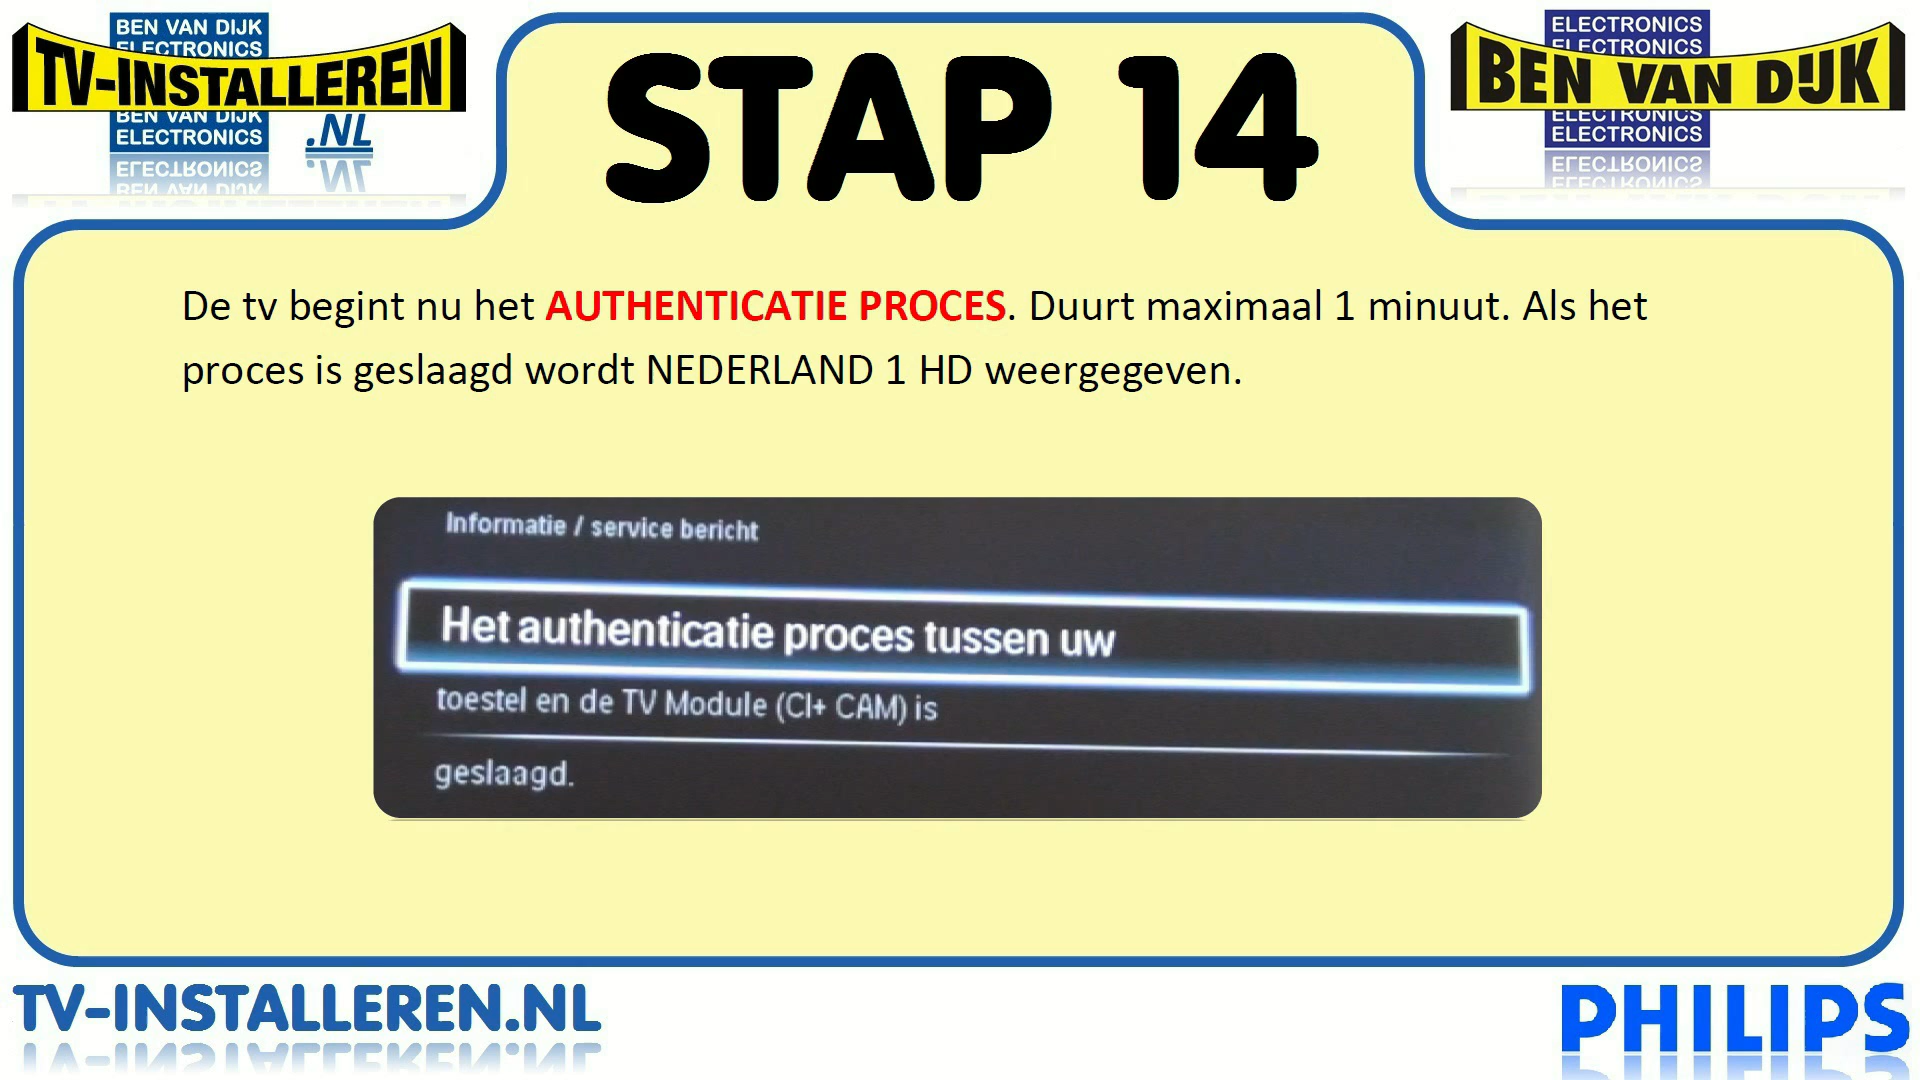 BEN VAN DIJK
ELECTRONICS
TV-INSTALLEREN
BEN VAN DIJK
ELECTRONICS
.NL
STAP 14
ELECTRONICS
ELECTRONICS
BEN VAN DIJK
ELECTRONICS
ELECTRONICS
De tv begint nu het AUTHENTICATIE PROCES. Duurt maximaal 1 minuut. Als het
proces is geslaagd wordt NEDERLAND 1 HD weergegeven.
Informatie / service bericht
Het authenticatie proces tussen uw
toestel en de TV Module (CI+ CAM) is
geslaagd.
TV-INSTALLEREN.NL
PHILIPS